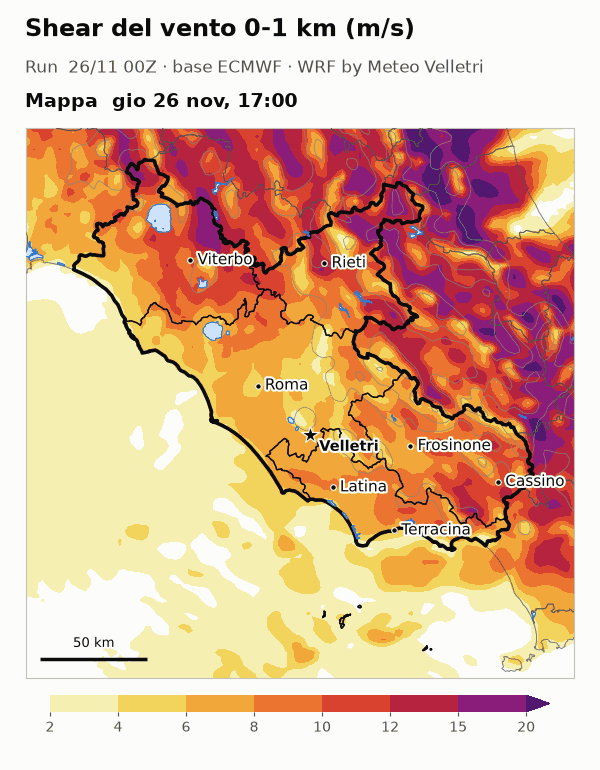 Shear del vento 0-1 km (m/s)
Run  26/11 00Z · base ECMWF · WRF by Meteo Velletri
Mappa  gio 26 nov, 17:00
Viterbo
Rieti
Roma
Velletri
Frosinone
Latina
Cassino
Terracina
50 km
2 4 6 8 10 12 15 20